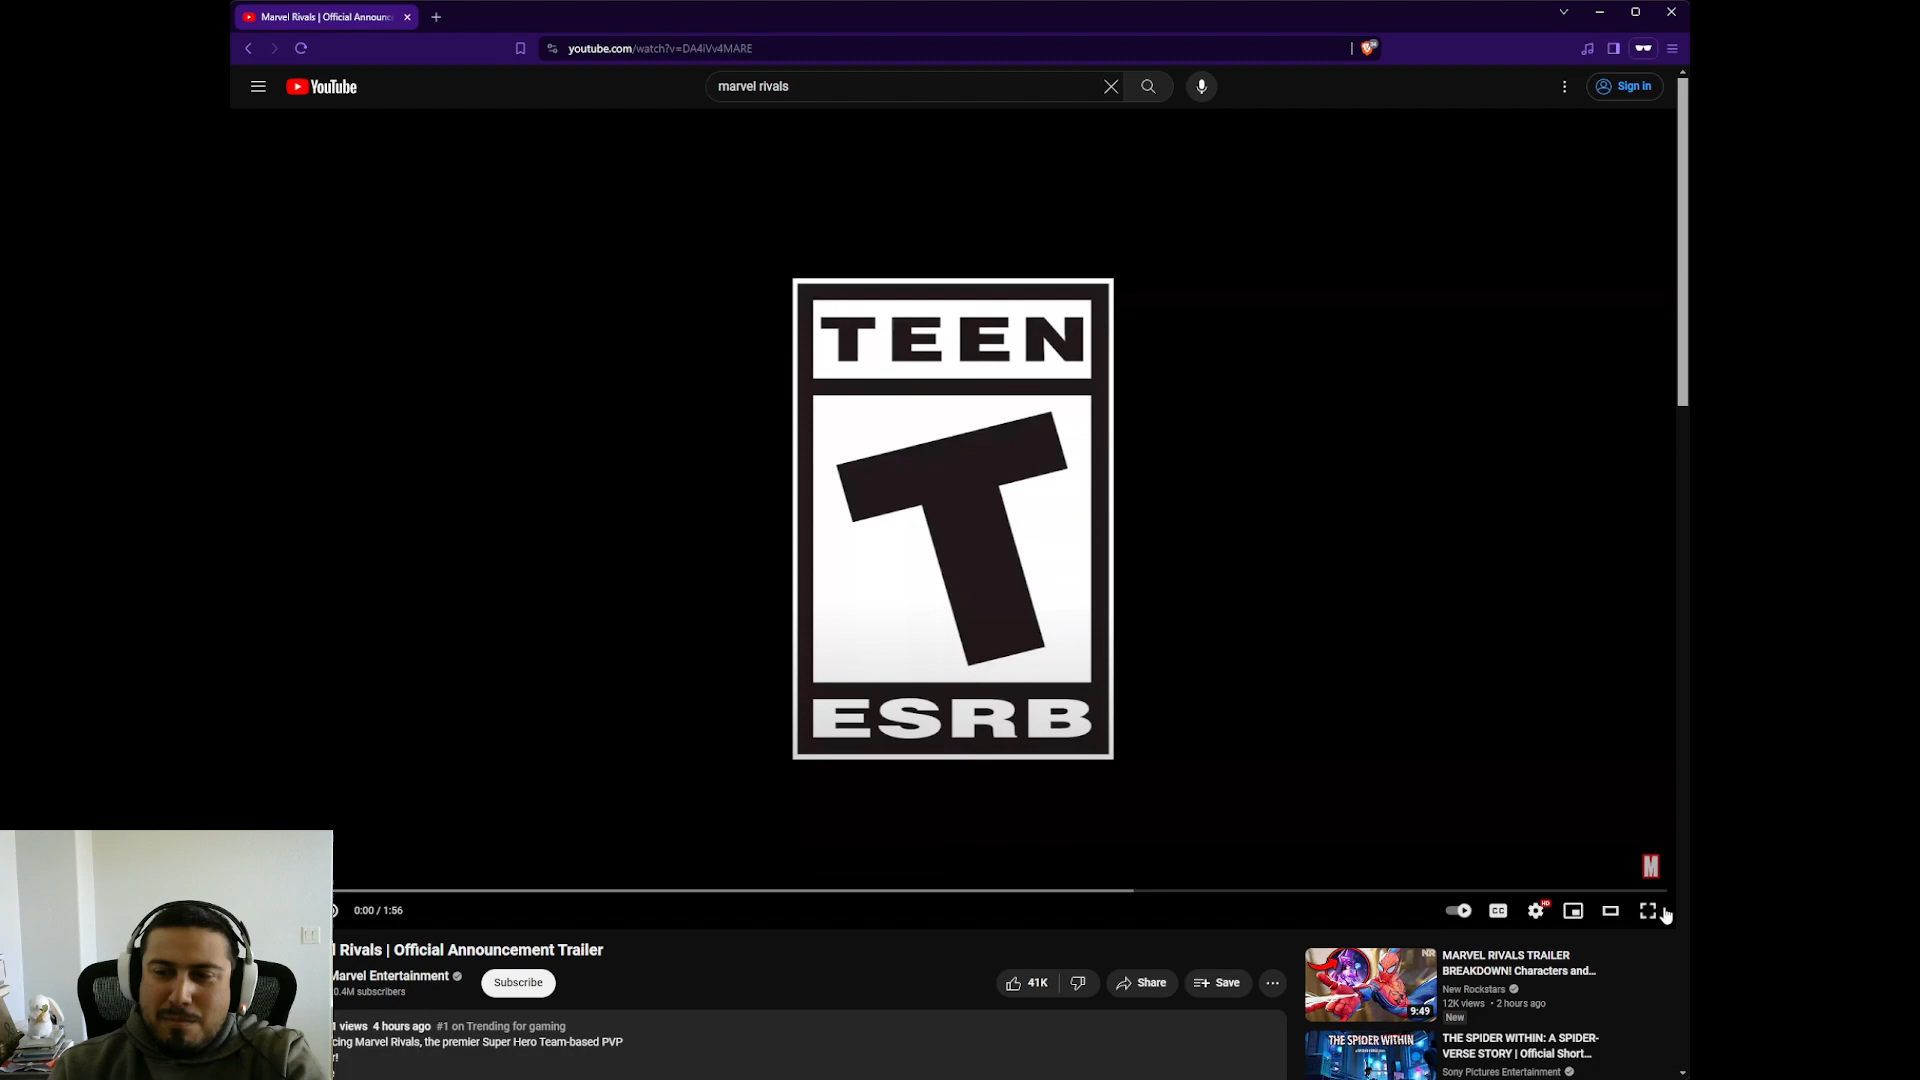 Marvel Rivals | Official Announc
youtube.com/watch?v=DA4iVv4MARE
YouTube
marvel rivals
Sign in
TEEN
T
ESRB
M
0:00 / 1:56
CC
HD
Rivals | Official Announcement Trailer
Marvel Entertainment
0.4M subscribers
Subscribe
41K
Share
Save
views 4 hours ago #1 on Trending for gaming
cing Marvel Rivals, the premier Super Hero Team-based PVP
r!
NR
9:49
MARVEL RIVALS TRAILER
BREAKDOWN! Characters and...
New Rockstars
12K views • 2 hours ago
New
THE SPIDER WITHIN
THE SPIDER WITHIN: A SPIDER-
VERSE STORY | Official Short...
Sony Pictures Entertainment